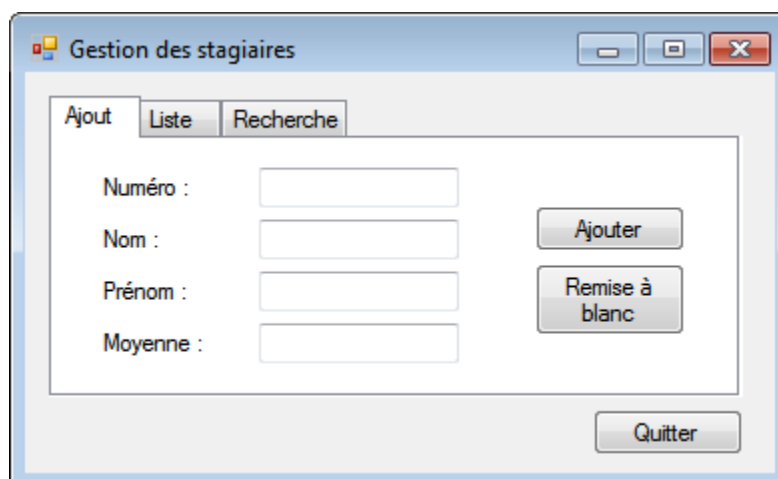 Gestion des stagiaires
Ajout Liste Recherche
Numéro :
Nom :
Prénom :
Moyenne :
Ajouter
Remise à
blanc
Quitter